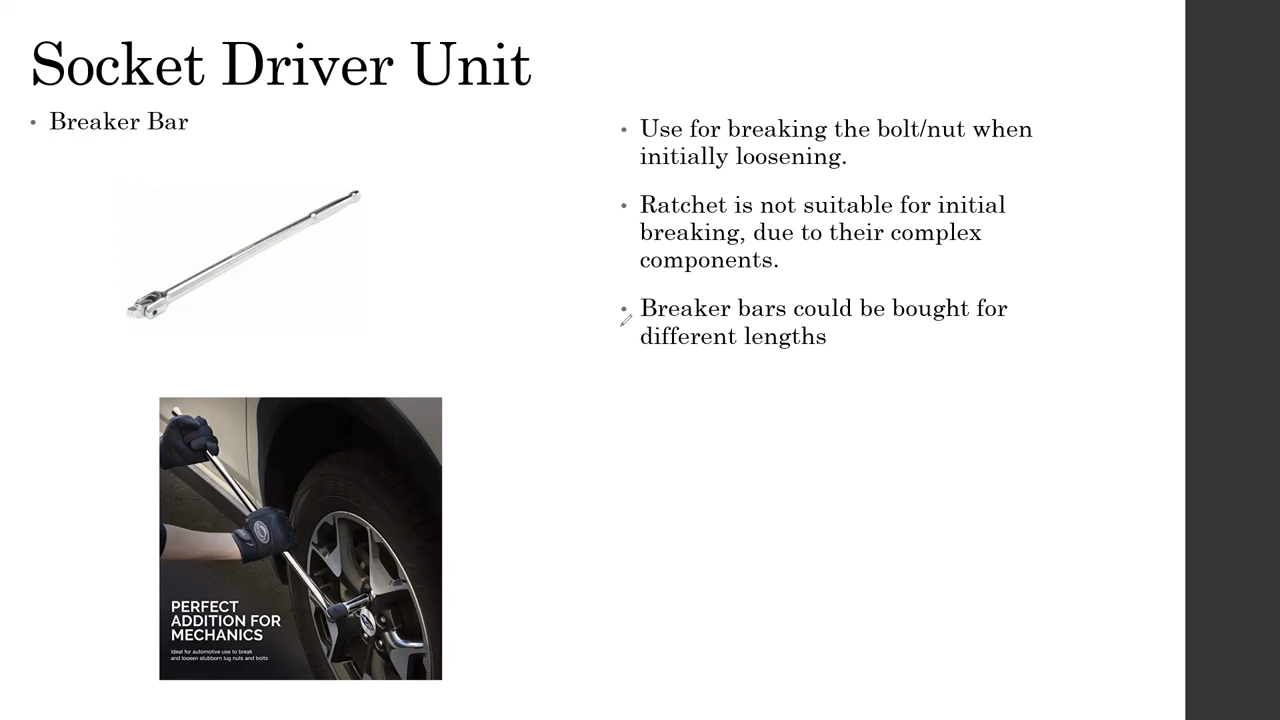 Socket Driver Unit
• Breaker Bar
• Use for breaking the bolt/nut when
initially loosening.
• Ratchet is not suitable for initial
breaking, due to their complex
components.
• Breaker bars could be bought for
different lengths
PERFECT
ADDITION FOR
MECHANICS
Ideal for automotive use to break
and loosen stubborn lug nuts and bolts